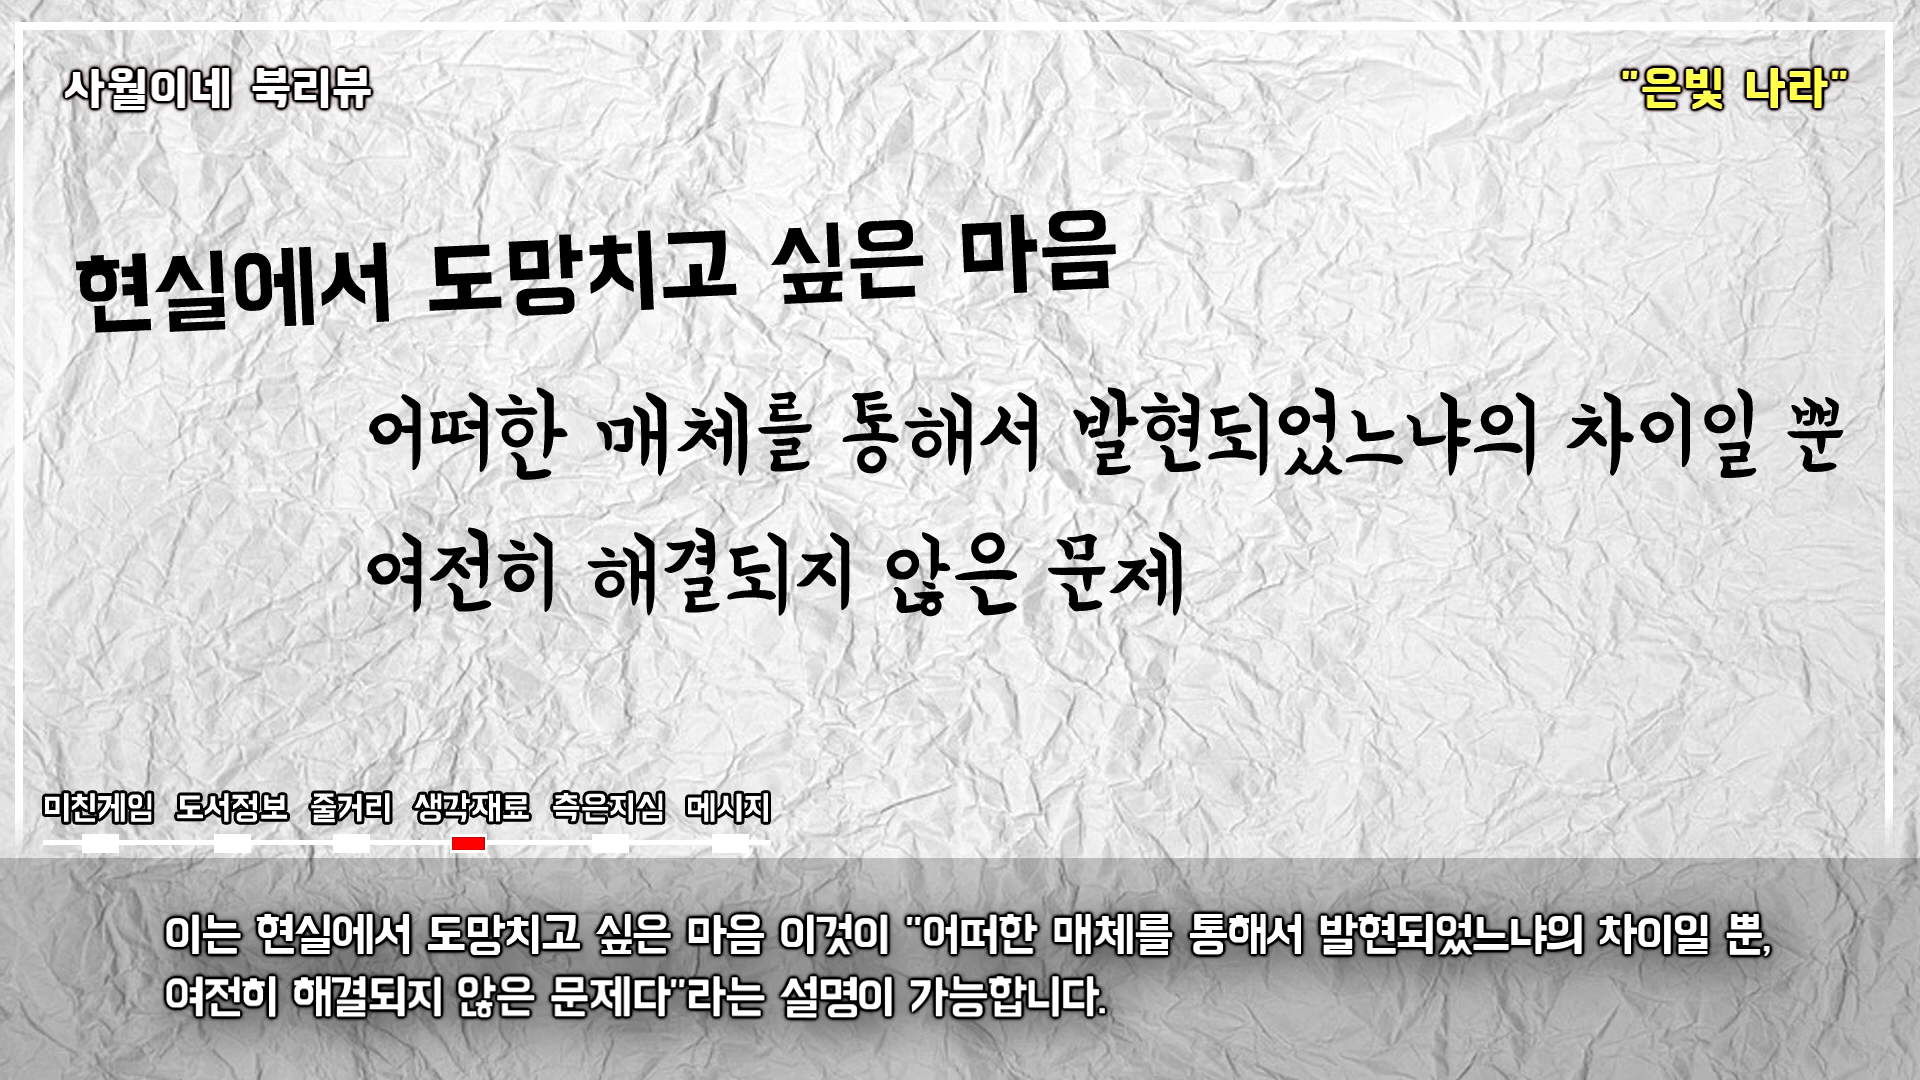 사월이네 북리뷰
"은빛 나라"
현실에서 도망치고 싶은 마음
어떠한 매체를 통해서 발현되었느냐의 차이일 뿐
여전히 해결되지 않은 문제
미친게임 도서정보 줄거리 생각재료 측은지심 메시지
이는 현실에서 도망치고 싶은 마음 이것이 "어떠한 매체를 통해서 발현되었느냐의 차이일 뿐,
여전히 해결되지 않은 문제다"라는 설명이 가능합니다.